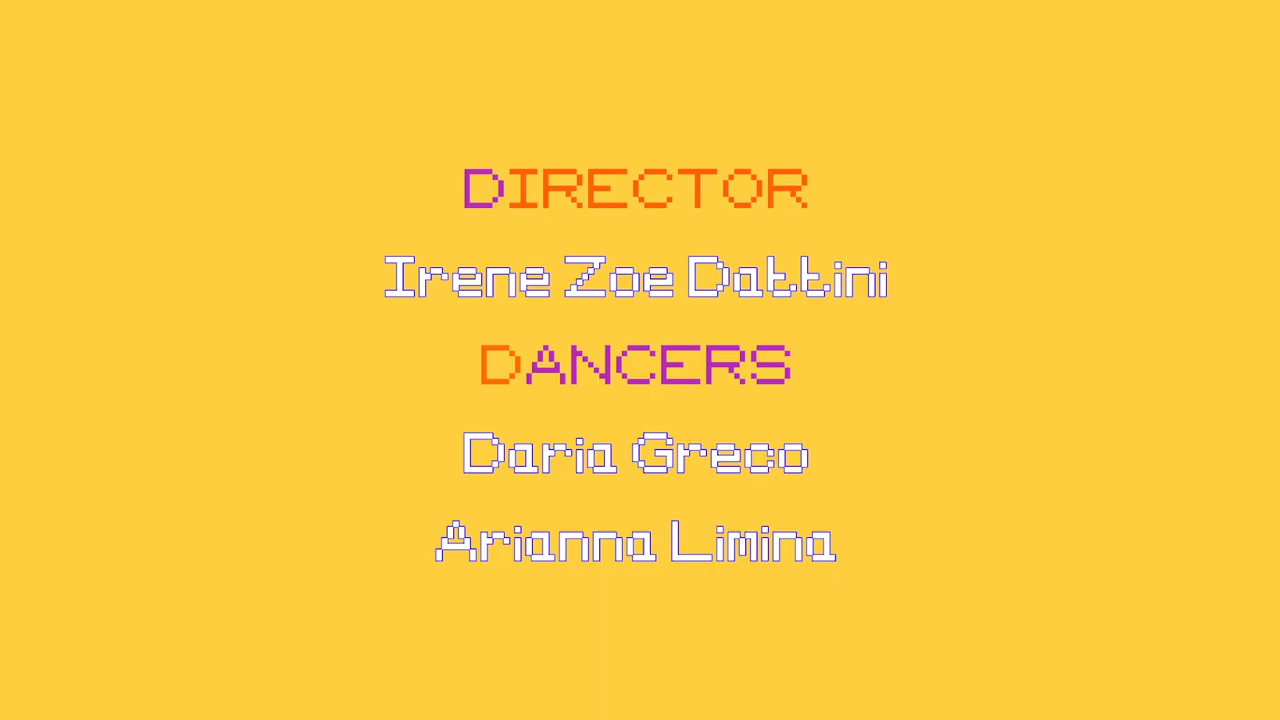 DIRECTOR
Irene Zoe Dattini
DANCERS
Daria Greco
Arianna Limina